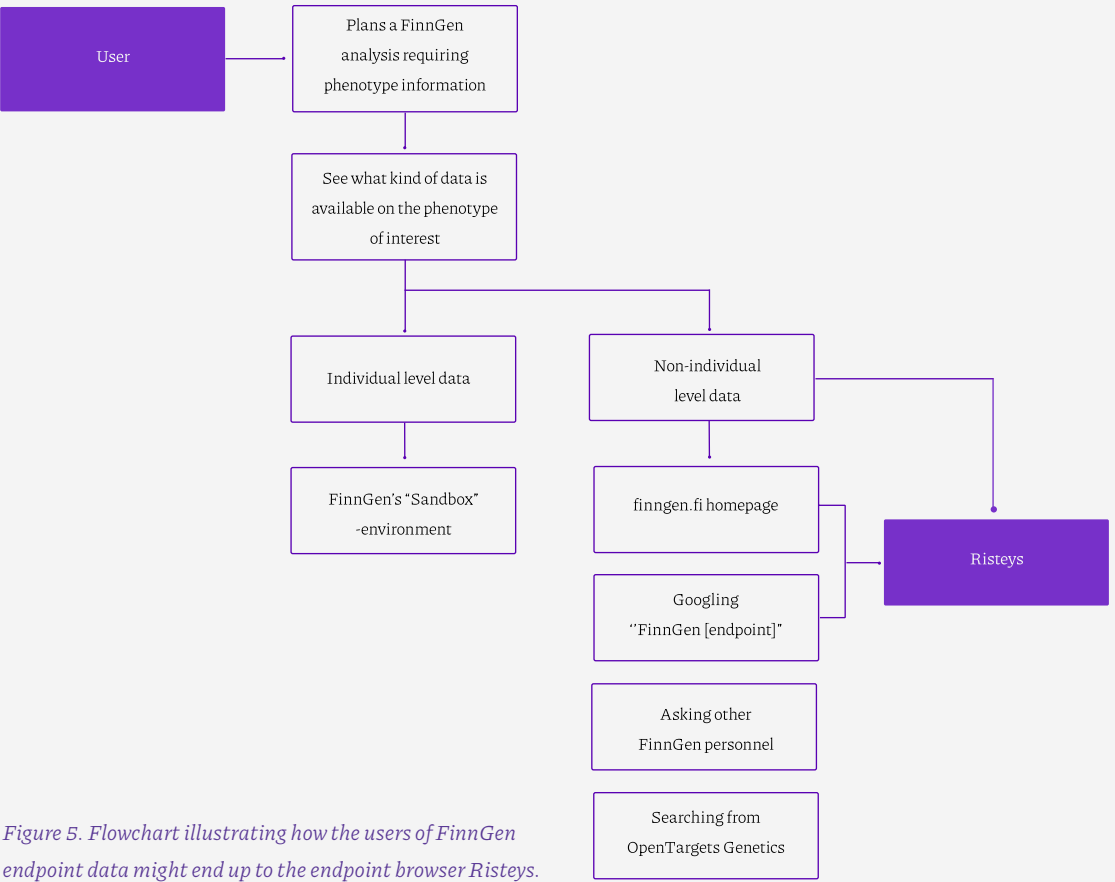 User
Plans a FinnGen
analysis requiring
phenotype information
See what kind of data is
available on the phenotype
of interest
Individual level data
Non-individual
level data
FinnGen's “Sandbox”
-environment
finngen.fi homepage
Risteys
Googling
‘’FinnGen [endpoint]”
Asking other
FinnGen personnel
Searching from
OpenTargets Genetics
Figure 5. Flowchart illustrating how the users of FinnGen
endpoint data might end up to the endpoint browser Risteys.